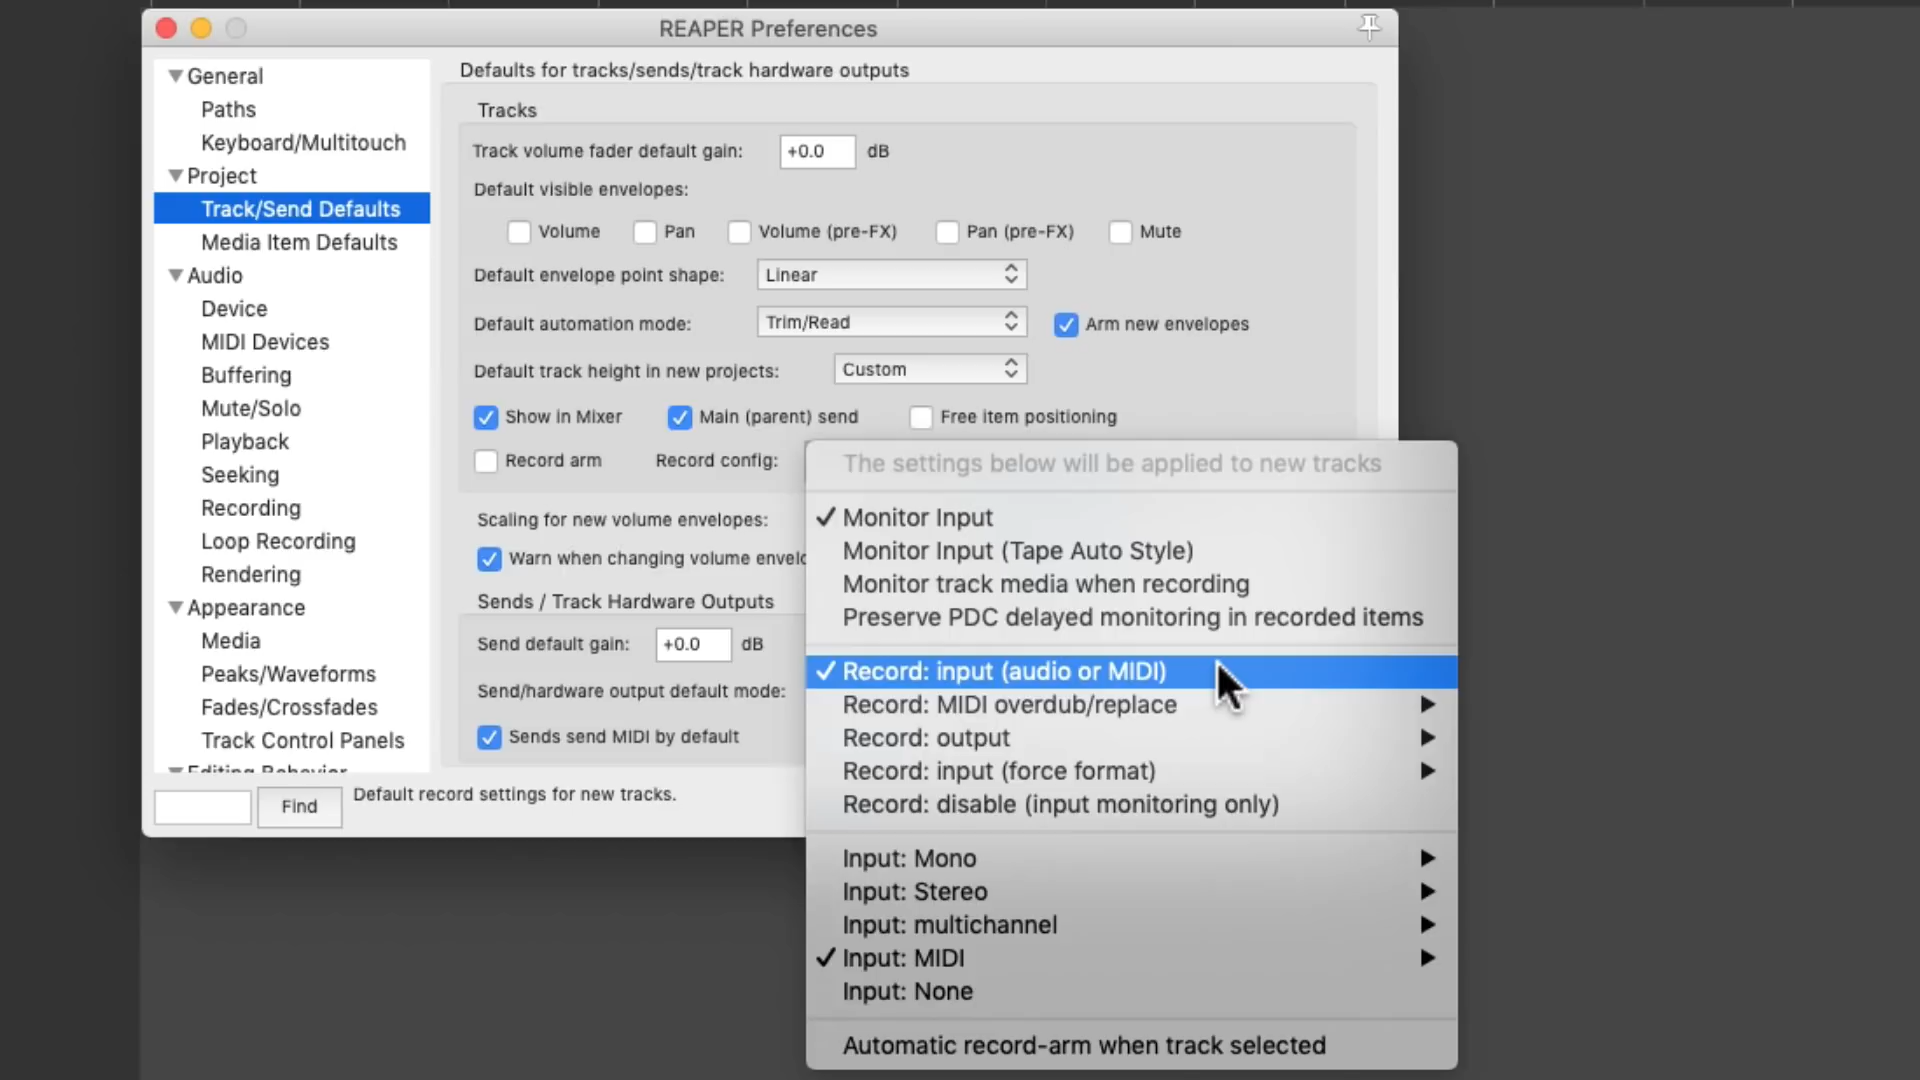 REAPER Preferences
General
Paths
Keyboard/Multitouch
Project
Track/Send Defaults
Media Item Defaults
Audio
Device
MIDI Devices
Buffering
Mute/Solo
Playback
Seeking
Recording
Loop Recording
Rendering
Appearance
Media
Peaks/Waveforms
Fades/Crossfades
Track Control Panels
Editing Behavior
Find
Defaults for tracks/sends/track hardware outputs
Tracks
Track volume fader default gain: +0.0 dB
Default visible envelopes:
Volume Pan Volume (pre-FX) Pan (pre-FX) Mute
Default envelope point shape: Linear
Default automation mode: Trim/Read Arm new envelopes
Default track height in new projects: Custom
Show in Mixer Main (parent) send Free item positioning
Record arm Record config:
Scaling for new volume envelopes:
Warn when changing volume
Sends / Track Hardware Outputs
Send default gain: +0.0 dB
Send/hardware output default mode:
Sends send MIDI by default
Default record settings for new tracks.
The settings below will be applied to new tracks
Monitor Input
Monitor Input (Tape Auto Style)
Monitor track media when recording
Preserve PDC delayed monitoring in recorded items
Record: input (audio or MIDI)
Record: MIDI overdub/replace
Record: output
Record: input (force format)
Record: disable (input monitoring only)
Input: Mono
Input: Stereo
Input: multichannel
Input: MIDI
Input: None
Automatic record-arm when track selected